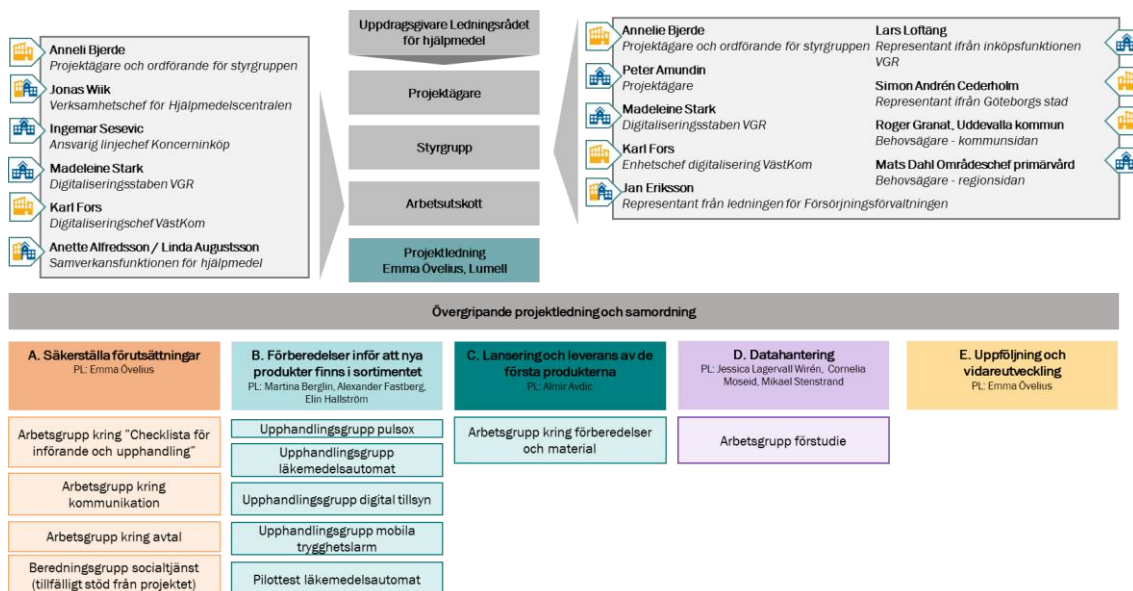 Anneli Bjerde
Projektägare och ordförande för styrgruppen
Jonas Wiik
Verksamhetschef för Hjälpmedelscentralen
Ingemar Sesevic
Ansvarig linjechef Koncerninköp
Madeleine Stark
Digitaliseringsstaben VGR
Karl Fors
Digitaliseringschef VästKom
Anette Alfredsson / Linda Augustsson
Samverkansfunktionen för hjälpmedel
Uppdragsgivare Ledningsrådet
för hjälpmedel
Projektägare
Styrgrupp
Arbetsutskott
Projektledning
Emma Övelius, Lumell
Annelie Bjerde
Projektägare och ordförande för styrgruppen
Peter Amundin
Projektägare
Madeleine Stark
Digitaliseringsstaben VGR
Karl Fors
Enhetschef digitalisering VästKom
Jan Eriksson
Representant från ledningen för Försörjningsförvaltningen
Lars Loftäng
Representant ifrån inköpsfunktionen
VGR
Simon Andrén Cederholm
Representant ifrån Göteborgs stad
Roger Granat, Uddevalla kommun
Behovsägare - kommunsidan
Mats Dahl Områdeschef primärvård
Behovsägare - regionsidan
Övergripande projektledning och samordning
A. Säkerställa förutsättningar
PL: Emma Övelius
Arbetsgrupp kring "Checklista för
införande och upphandling"
Arbetsgrupp kring
kommunikation
Arbetsgrupp kring avtal
Beredningsgrupp socialtjänst
(tillfälligt stöd från projektet)
B. Förberedelser inför att nya
produkter finns i sortimentet
PL: Martina Berglin, Alexander Fastberg,
Elin Hallström
Upphandlingsgrupp pulsox
Upphandlingsgrupp
läkemedelsautomat
Upphandlingsgrupp digital tillsyn
Upphandlingsgrupp mobila
trygghetslarm
Pilottest läkemedelsautomat
C. Lansering och leverans av de
första produkterna
PL: Almir Avdic
Arbetsgrupp kring förberedelser
och material
D. Datahantering
PL: Jessica Lagervall Wirén, Cornelia
Moseid, Mikael Stenstrand
Arbetsgrupp förstudie
E. Uppföljning och
vidareutveckling
PL: Emma Övelius